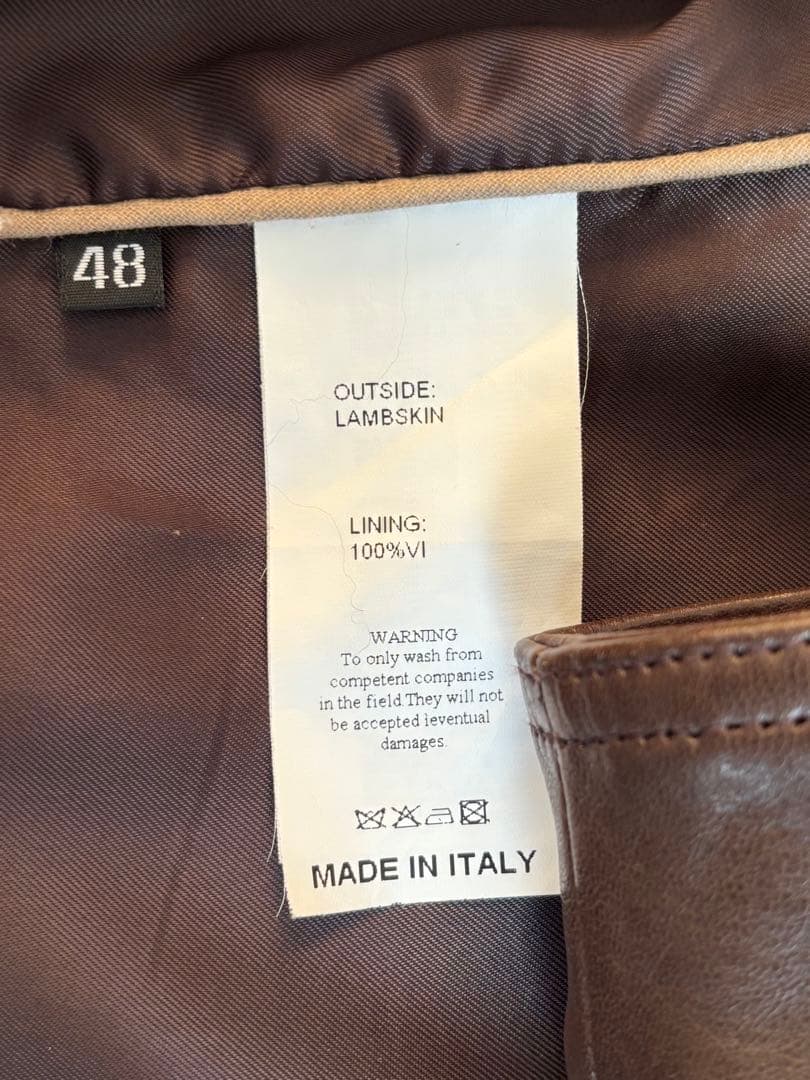 48
OUTSIDE:
LAMBSKIN
LINING:
100%VI
WARNING
To only wash from
competent companies
in the field.They will not
be accepted ieventual
damages.
MADE IN ITALY